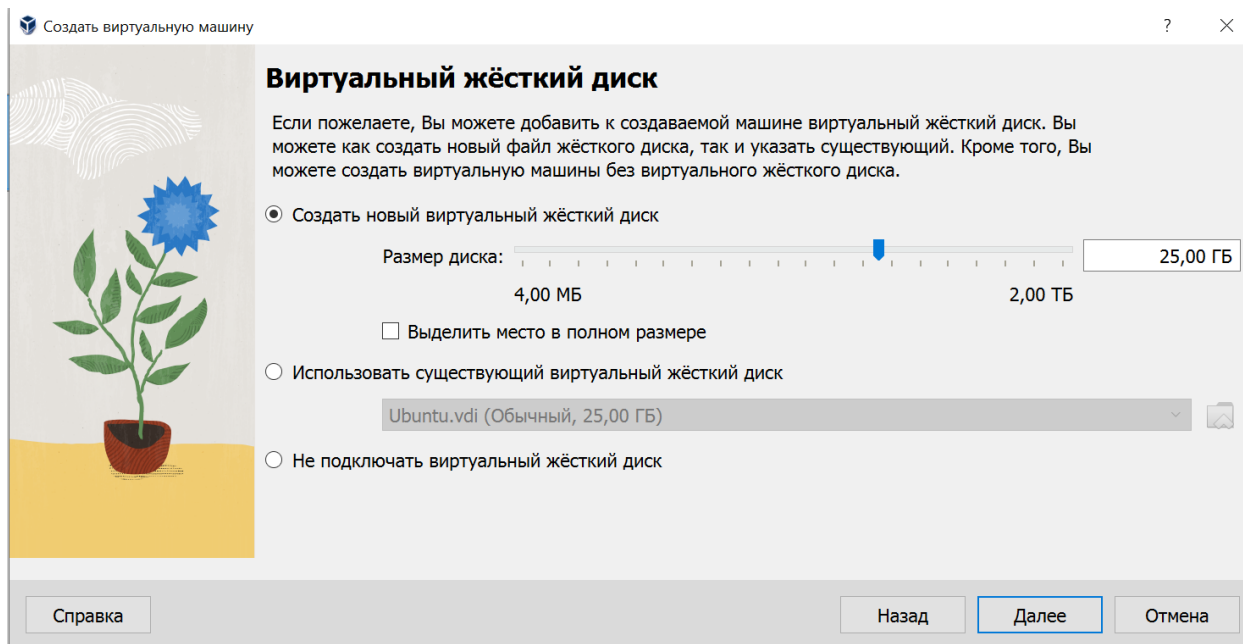 Создать виртуальную машину
?
Виртуальный жёсткий диск
Если пожелаете, Вы можете добавить к создаваемой машине виртуальный жёсткий диск. Вы
можете как создать новый файл жёсткого диска, так и указать существующий. Кроме того, Вы
можете создать виртуальную машины без виртуального жёсткого диска.
Создать новый виртуальный жёсткий диск
Размер диска:
25,00 ГБ
4,00 МБ
2,00 ТБ
Выделить место в полном размере
Использовать существующий виртуальный жёсткий диск
Ubuntu.vdi (Обычный, 25,00 ГБ)
Не подключать виртуальный жёсткий диск
Справка
Назад
Далее
Отмена